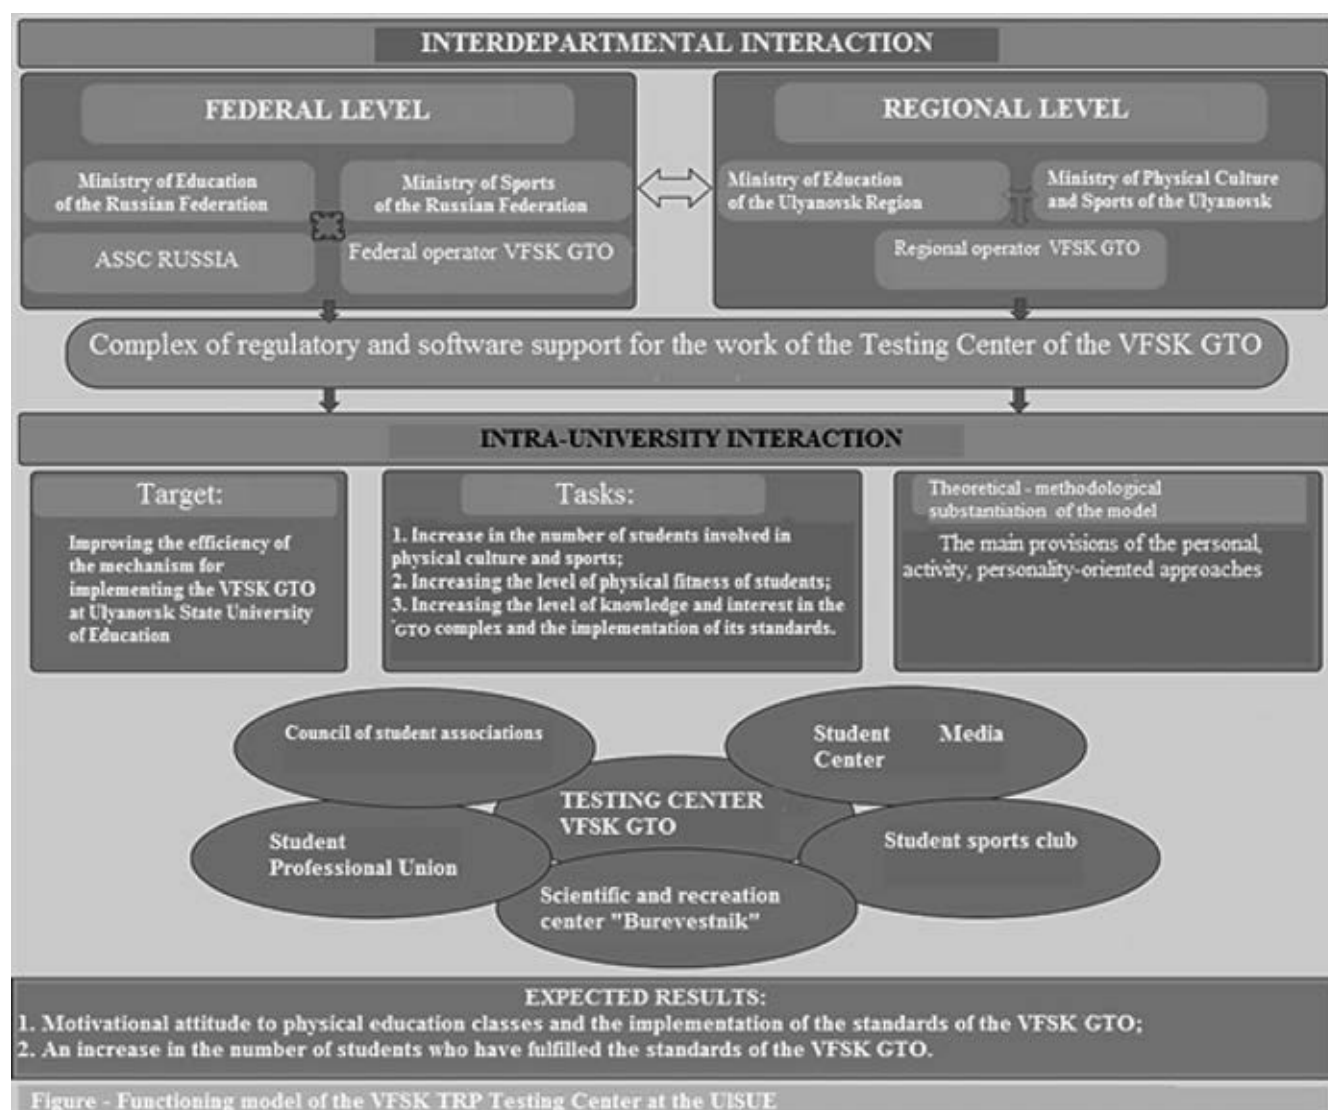 INTERDEPARTMENTAL INTERACTION
FEDERAL LEVEL
Ministry of Education
of the Russian Federation
Ministry of Sports
of the Russian Federation
ASSC RUSSIA
Federal operator VFSK GTO
REGIONAL LEVEL
Ministry of Education
of the Ulyanovsk Region
Ministry of Physical Culture
and Sports of the Ulyanovsk
Regional operator VFSK GTO
Complex of regulatory and software support for the work of the Testing Center of the VFSK GTO
INTRA-UNIVERSITY INTERACTION
Target:
Improving the efficiency of
the mechanism for
implementing the VFSK GTO
at Ulyanovsk State University
of Education
Tasks:
1. Increase in the number of students involved in
physical culture and sports;
2. Increasing the level of physical fitness of students;
3. Increasing the level of knowledge and interest in the
GTO complex and the implementation of its standards.
Theoretical - methodological
substantiation of the model
The main provisions of the personal,
activity, personality-oriented approaches
Council of student associations
Student Media
Center
TESTING CENTER
VFSK GTO
Student
Professional Union
Student sports club
Scientific and recreation
center "Burevestnik"
EXPECTED RESULTS:
1. Motivational attitude to physical education classes and the implementation of the standards of the VFSK GTO;
2. An increase in the number of students who have fulfilled the standards of the VFSK GTO.
Figure - Functioning model of the VFSK TRP Testing Center at the UlSUE